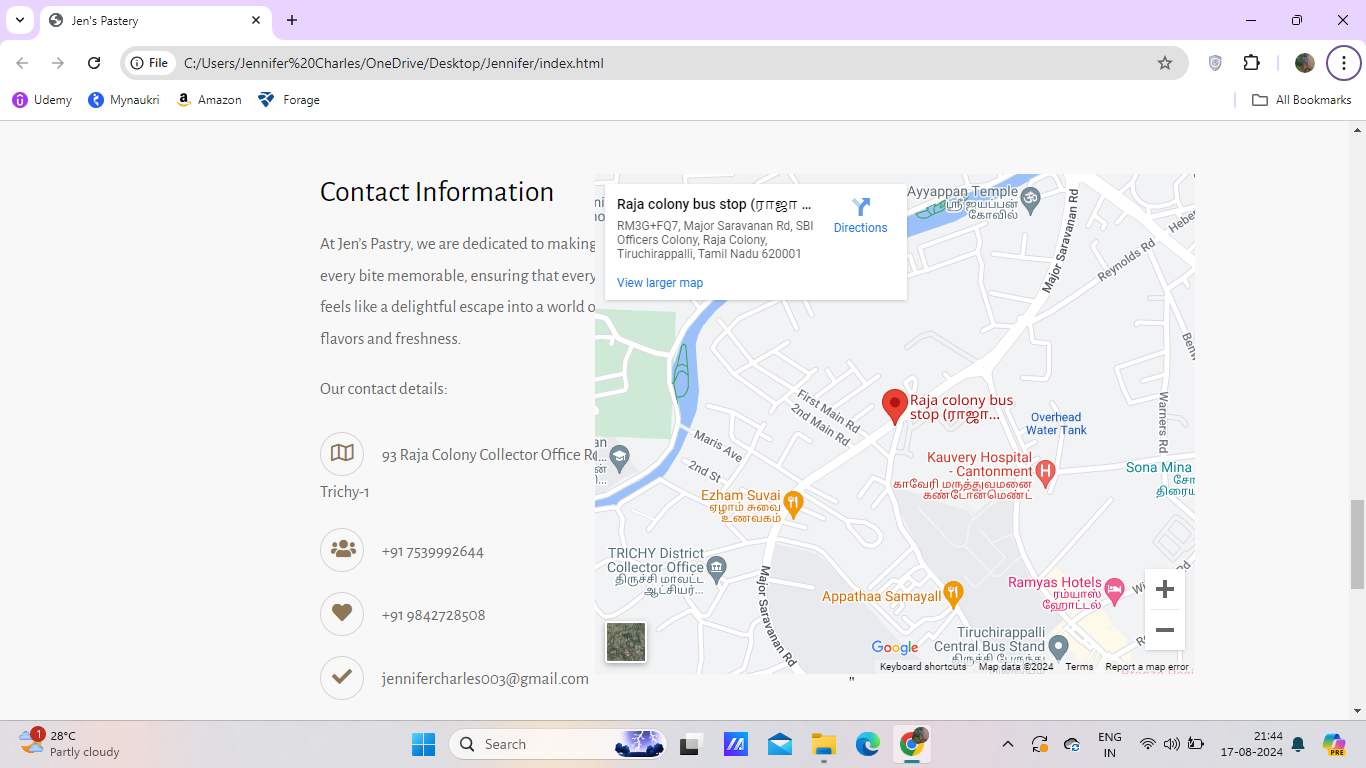 Jen's Pastery
File
C:/Users/Jennifer%20Charles/OneDrive/Desktop/Jennifer/index.html
Udemy
Mynaukri
Amazon
Forage
All Bookmarks
Contact Information
At Jen's Pastry, we are dedicated to making
every bite memorable, ensuring that every
feels like a delightful escape into a world o
flavors and freshness.
Our contact details:
93 Raja Colony Collector Office Rd
Trichy-1
+91 7539992644
+91 9842728508
jennifercharles003@gmail.com
Raja colony bus stop (ராஜா ...
Directions
RM3G+FQ7, Major Saravanan Rd, SBI
Officers Colony, Raja Colony,
Tiruchirappalli, Tamil Nadu 620001
View larger map
Ayyappan Temple
ஸ்ரீ ஐயப்பன்
கோவில்
Major Saravanan Rd
Reynolds Rd
Heber
Benw
First Main Rd
2nd Main Rd
Raja colony bus
stop (ராஜா...
Overhead
Water Tank
Warners Rd
Maris Ave
2nd St
Kauvery Hospital
- Cantonment
காவேரி மருத்துவமனை
கண்டோன்மெண்ட்
Sona Mina
Ezham Suvai
ஏழாம் சுவை
உணவகம்
TRICHY District
Collector Office
திருச்சி மாவட்ட
ஆட்சியர்...
Major Saravanan Rd
Appathaa Samayall
Ramyas Hotels
ரம்யாஸ்
ஹோட்டல்
Tiruchirappalli
Central Bus Stand
Google
Keyboard shortcuts
Map data ©2024
Terms
Report a map error
"
1
28°C
Partly cloudy
Search
ENG
IN
21:44
17-08-2024
PRE